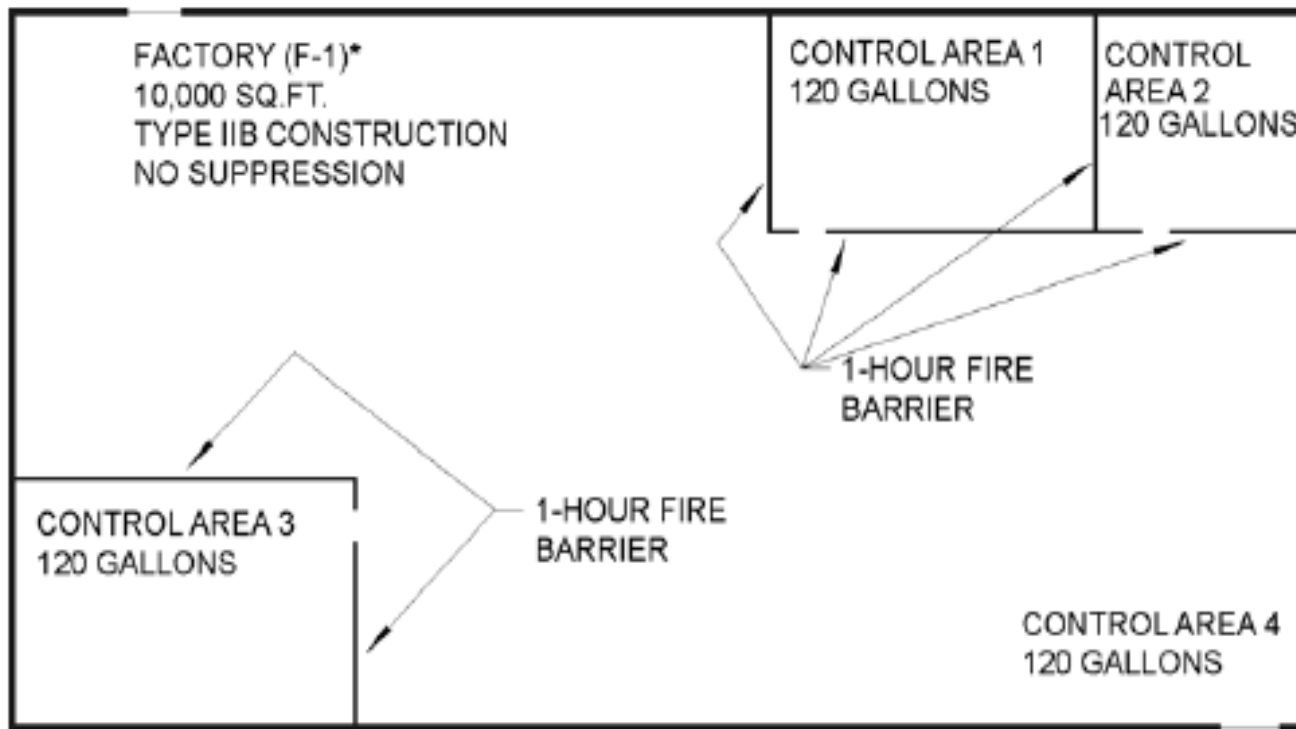 FACTORY (F-1)*
10,000 SQ.FT.
TYPE IIB CONSTRUCTION
NO SUPPRESSION
CONTROL AREA 1
120 GALLONS
CONTROL
AREA 2
120 GALLONS
1-HOUR FIRE
BARRIER
CONTROL AREA 3
120 GALLONS
1-HOUR FIRE
BARRIER
CONTROL AREA 4
120 GALLONS